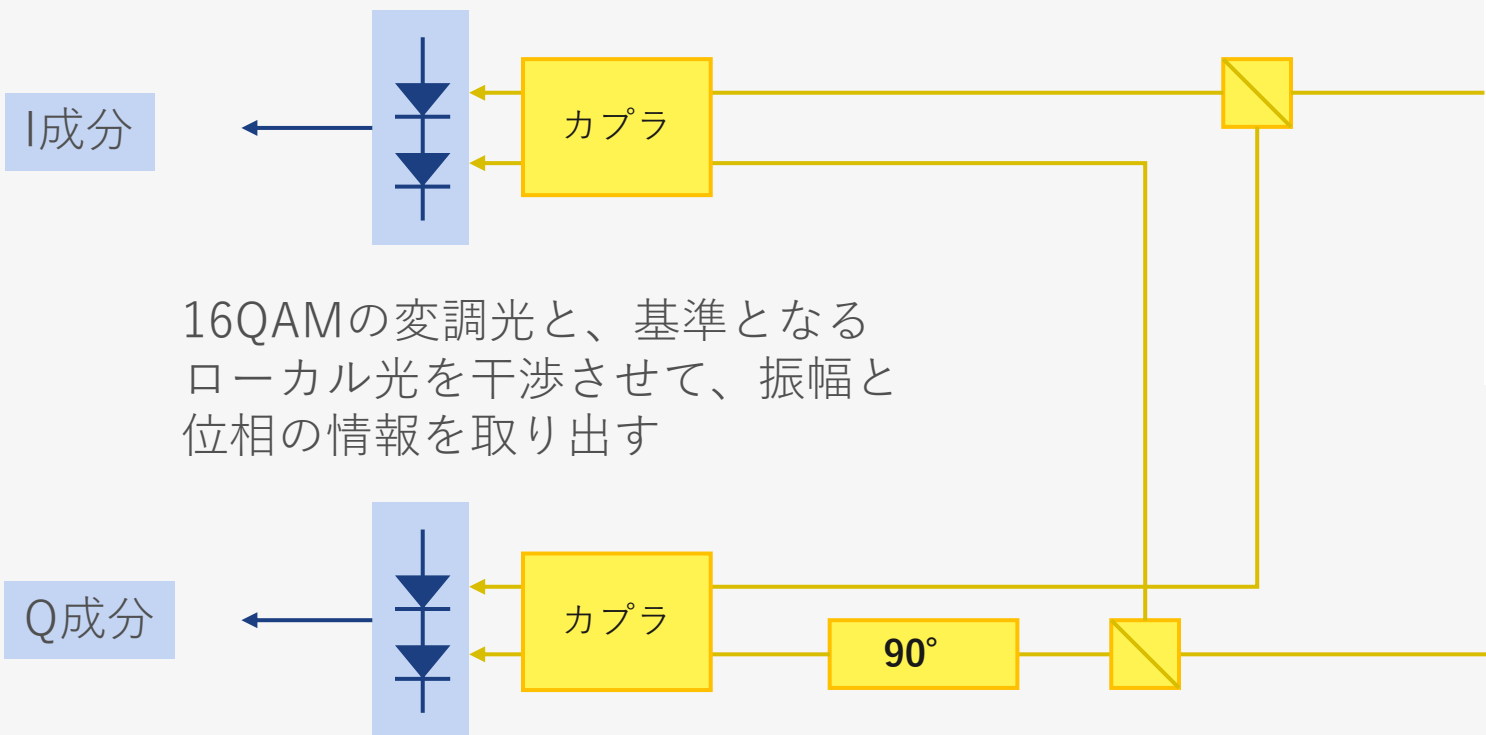 カプラ
I成分
16QAMの変調光と、基準となる
ローカル光を干渉させて、振幅と
位相の情報を取り出す
カプラ
Q成分
90°